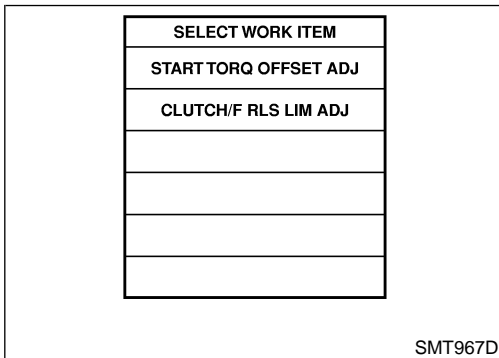 SELECT WORK ITEM
START TORQ OFFSET ADJ
CLUTCH/F RLS LIM ADJ
SMT967D